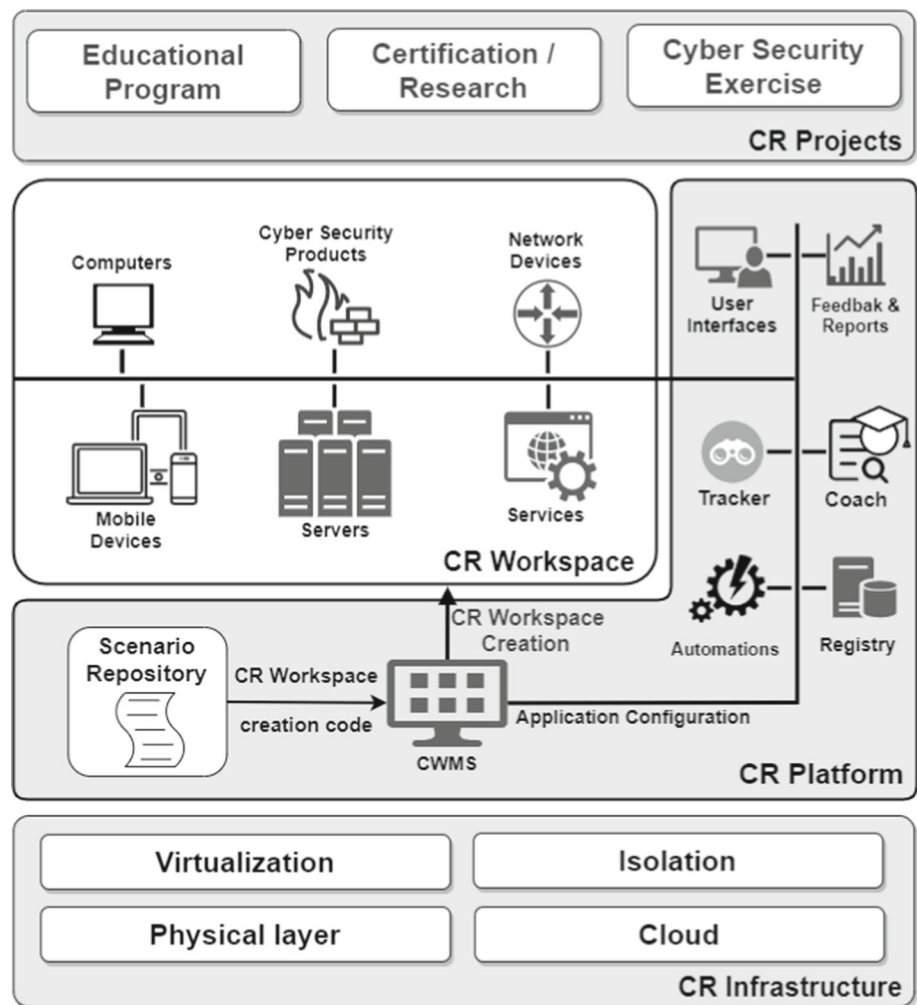 Educational
Program
Certification /
Research
Cyber Security
Exercise
CR Projects
Computers
Cyber Security
Products
Network
Devices
Mobile
Devices
Servers
Services
CR Workspace
User
Interfaces
Feedbak &
Reports
Tracker
Coach
Automations
Registry
Scenario
Repository
CR Workspace
creation code
CR Workspace
Creation
CWMS
Application Configuration
CR Platform
Virtualization
Isolation
Physical layer
Cloud
CR Infrastructure